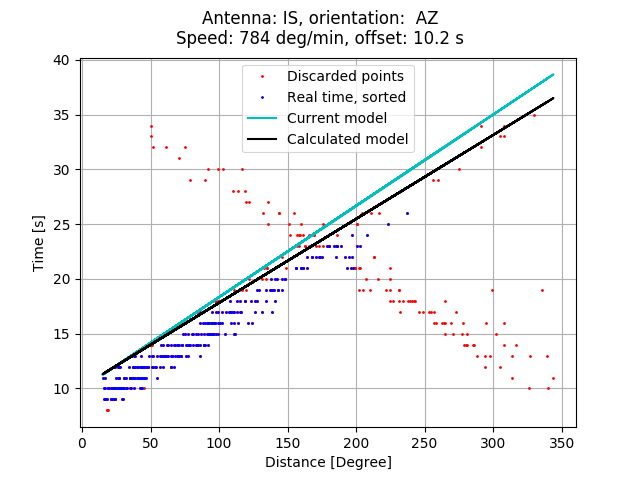 Antenna: IS, orientation:  AZ
Speed: 784 deg/min, offset: 10.2 s
Discarded points
Real time, sorted
Current model
Calculated model
40
35
30
25
20
15
10
Time [s]
0 50 100 150 200 250 300 350
Distance [Degree]